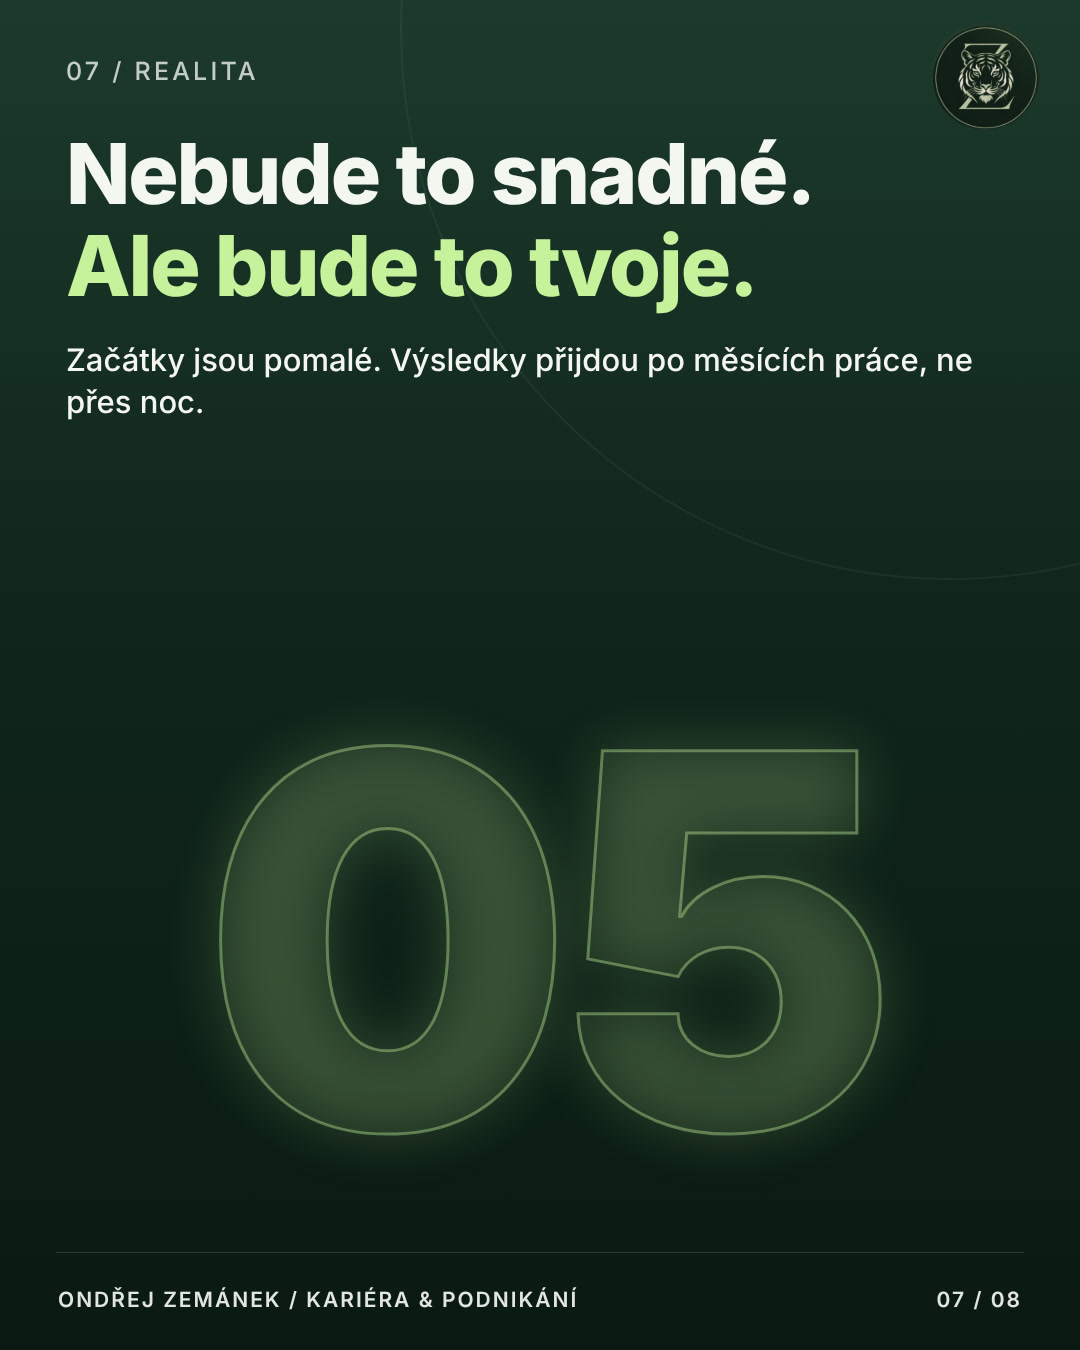 07 / REALITA
Nebude to snadné.
Ale bude to tvoje.
Začátky jsou pomalé. Výsledky přijdou po měsících práce, ne
přes noc.
05
ONDŘEJ ZEMÁNEK / KARIÉRA & PODNIKÁNÍ
07 / 08